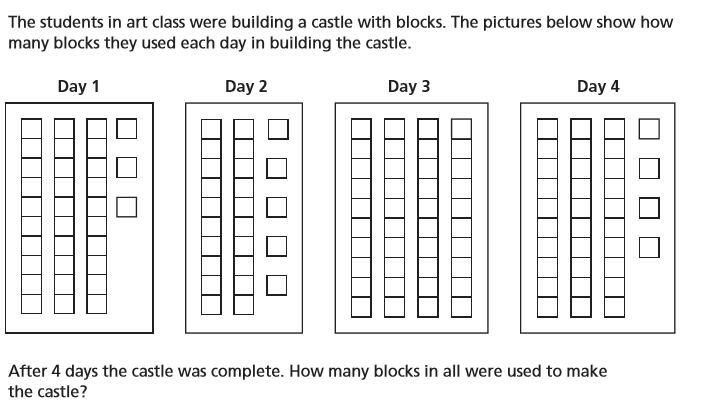 The students in art class were building a castle with blocks. The pictures below show how
many blocks they used each day in building the castle.
Day 1
Day 2
Day 3
Day 4
After 4 days the castle was complete. How many blocks in all were used to make
the castle?